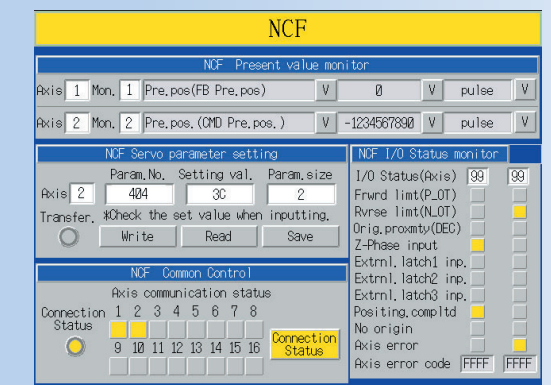 NCF
NCF Present value monitor
Axis 1 Mon. 1 Pre.pos(FB Pre.pos) V 0 V pulse V
Axis 2 Mon. 2 Pre.pos.(CMD Pre.pos.) V -1234567890 V pulse V
NCF Servo parameter setting
Param.No. Setting val. Param.size
Axis 2 404 3C 2
Transfer. *Check the set value when inputting.
Write Read Save
NCF Common Control
Axis communication status
Connection Status
1 2 3 4 5 6 7 8
9 10 11 12 13 14 15 16
Connection Status
NCF I/O Status monitor
I/O Status(Axis) 99 99
Frwrd limt(P_OT)
Rvrse limt(N_OT)
Orig.proxmty(DEC)
Z-Phase input
Extrnl.latch1 inp.
Extrnl.latch2 inp.
Extrnl.latch3 inp.
Positing.compltd
No origin
Axis error
Axis error code FFFF FFFF